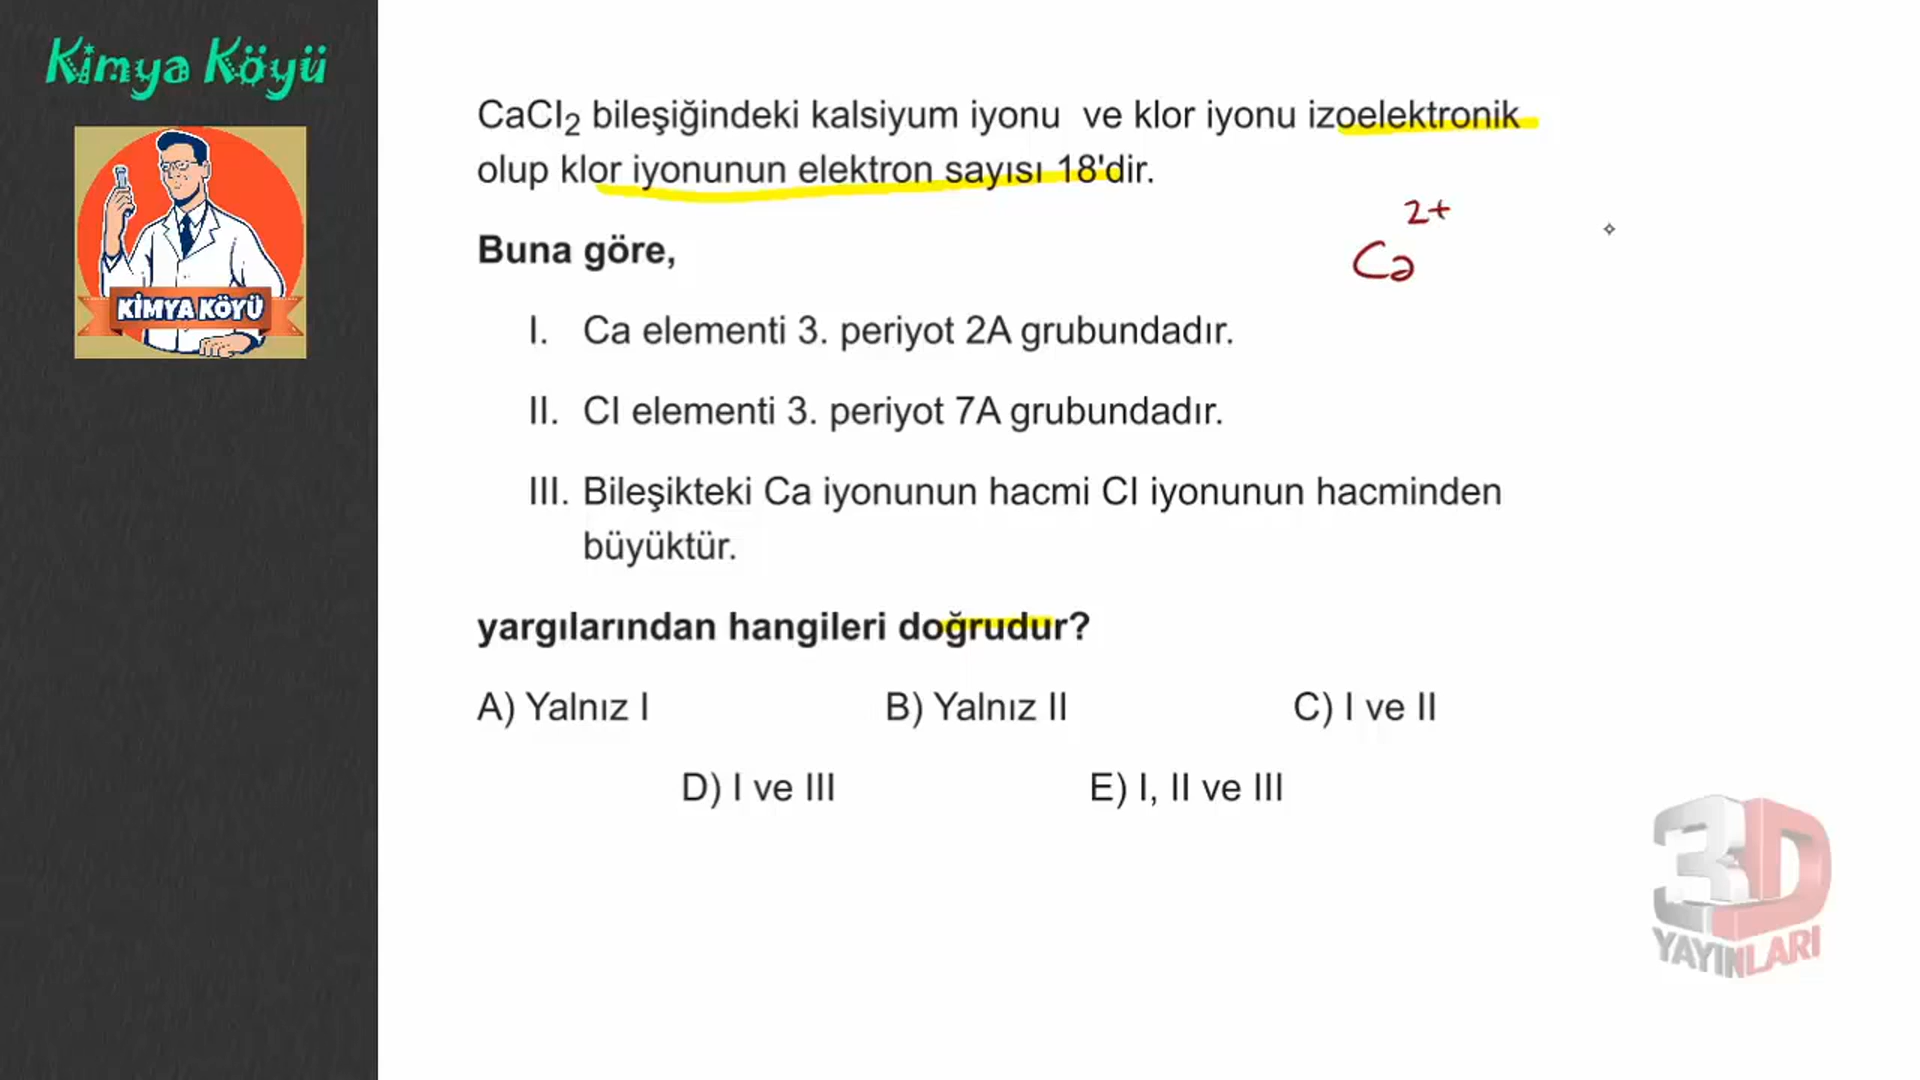 Kimya Köyü
KİMYA KÖYÜ
CaCl₂ bileşiğindeki kalsiyum iyonu ve klor iyonu izoelektronik
olup klor iyonunun elektron sayısı 18'dir.
2+
Ca
Buna göre,
I. Ca elementi 3. periyot 2A grubundadır.
II. Cl elementi 3. periyot 7A grubundadır.
III. Bileşikteki Ca iyonunun hacmi Cl iyonunun hacminden
büyüktür.
yargılarından hangileri doğrudur?
A) Yalnız I B) Yalnız II C) I ve II
D) I ve III E) I, II ve III
3D
YAYINLARI